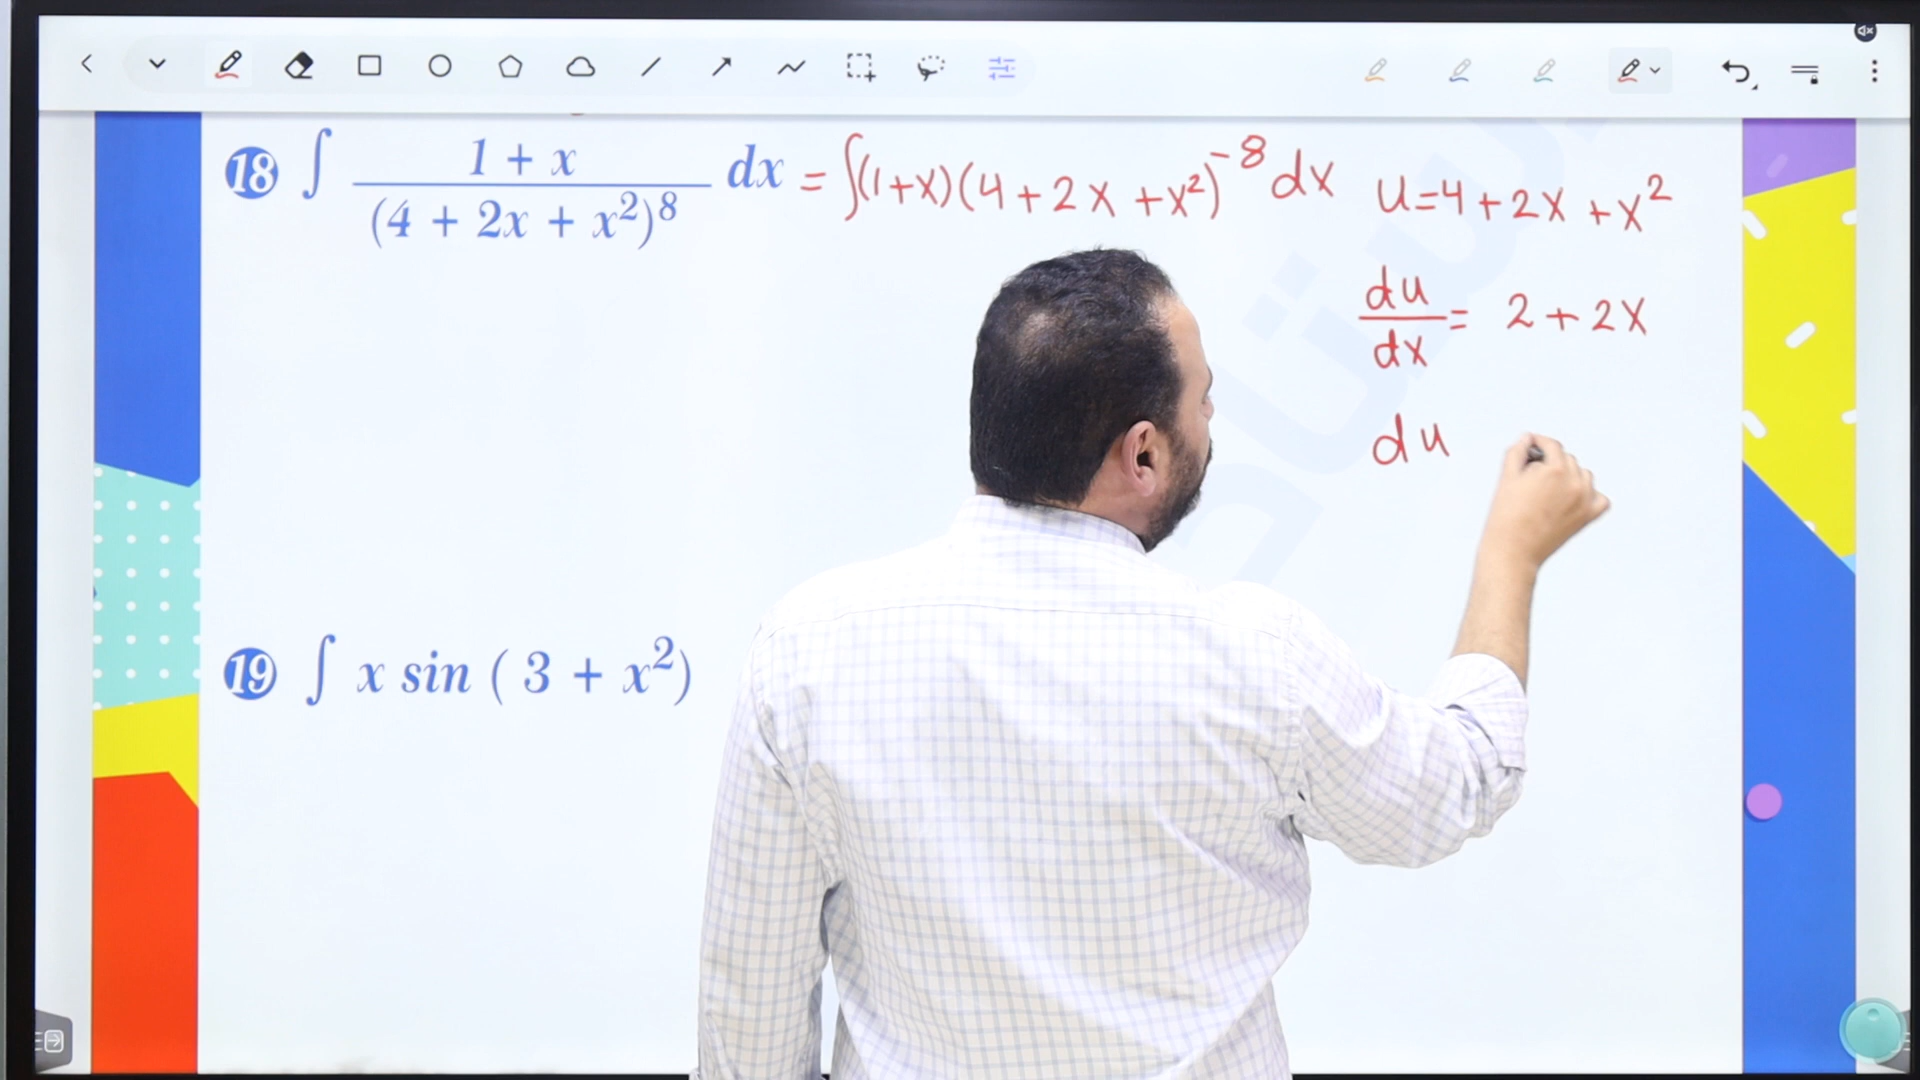 18 ∫ (1 + x)/(4 + 2x + x²)⁸ dx = ∫(1+x)(4+2x+x²)⁻⁸ dx
u=4+2x+x²
du/dx = 2+2x
du
19 ∫ x sin ( 3 + x²)